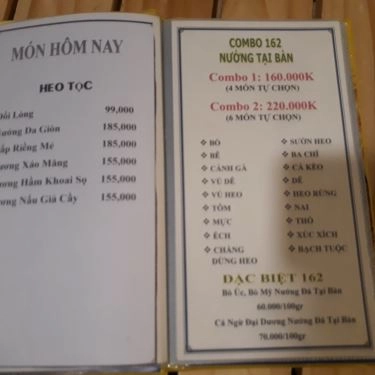 MÓN HÔM NAY
HEO TỘC
Dồi Lòng 99,000
Nướng Da Giòn 185,000
Hấp Riềng Mẻ 185,000
Xương Xáo Măng 155,000
Xương Hầm Khoai Sọ 155,000
Xương Nấu Giả Cầy 155,000
COMBO 162
NƯỚNG TẠI BÀN
Combo 1: 160.000K
(4 MÓN TỰ CHỌN)
Combo 2: 220.000K
(6 MÓN TỰ CHỌN)
❖ BÒ
❖ BÊ
❖ CÁNH GÀ
❖ VÚ DÊ
❖ VÚ HEO
❖ TÔM
❖ MỰC
❖ ẾCH
❖ CHÂNG DỪNG HEO
❖ SƯỜN HEO
❖ BA CHỈ
❖ CÁ KÈO
❖ DÊ
❖ HEO RỪNG
❖ NAI
❖ THỎ
❖ XÚC XÍCH
❖ BẠCH TUỘC
ĐẶC BIỆT 162
Bò Úc, Bò Mỹ Nướng Đá Tại Bàn
60.000/100gr
Cá Ngừ Đại Dương Nướng Đá Tại Bàn
70.000/100gr